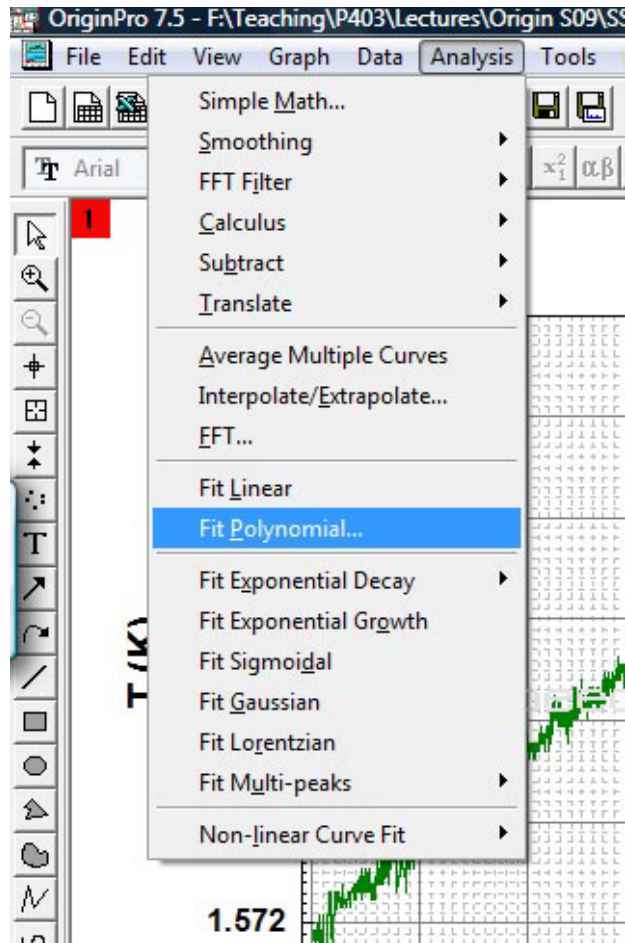 OriginPro 7.5 - F:\Teaching\P403\Lectures\Origin S09\SS
File Edit View Graph Data Analysis Tools
Arial
1
Simple Math...
Smoothing
FFT Filter
Calculus
Subtract
Translate
Average Multiple Curves
Interpolate/Extrapolate...
FFT...
Fit Linear
Fit Polynomial...
Fit Exponential Decay
Fit Exponential Growth
Fit Sigmoidal
Fit Gaussian
Fit Lorentzian
Fit Multi-peaks
Non-linear Curve Fit
T (K)
1.572
αβ
T